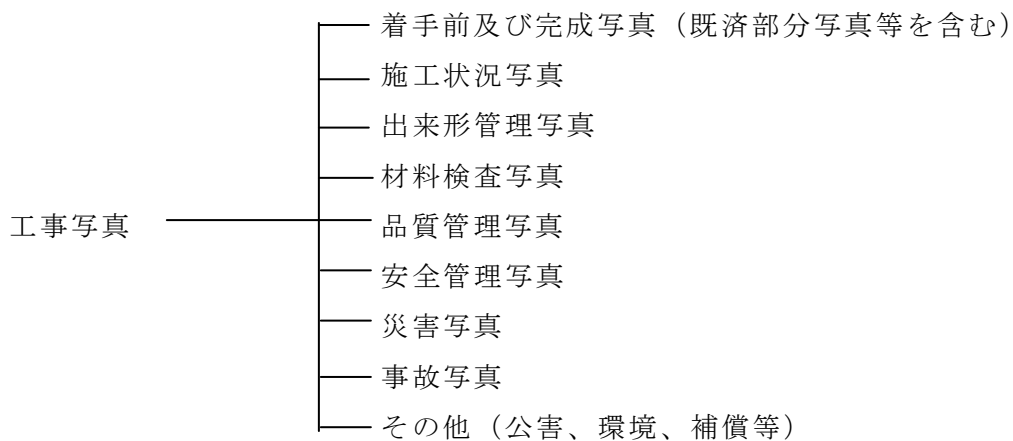 着手前及び完成写真（既済部分写真等を含む）
施工状況写真
出来形管理写真
材料検査写真
工事写真 品質管理写真
安全管理写真
災害写真
事故写真
その他（公害、環境、補償等）